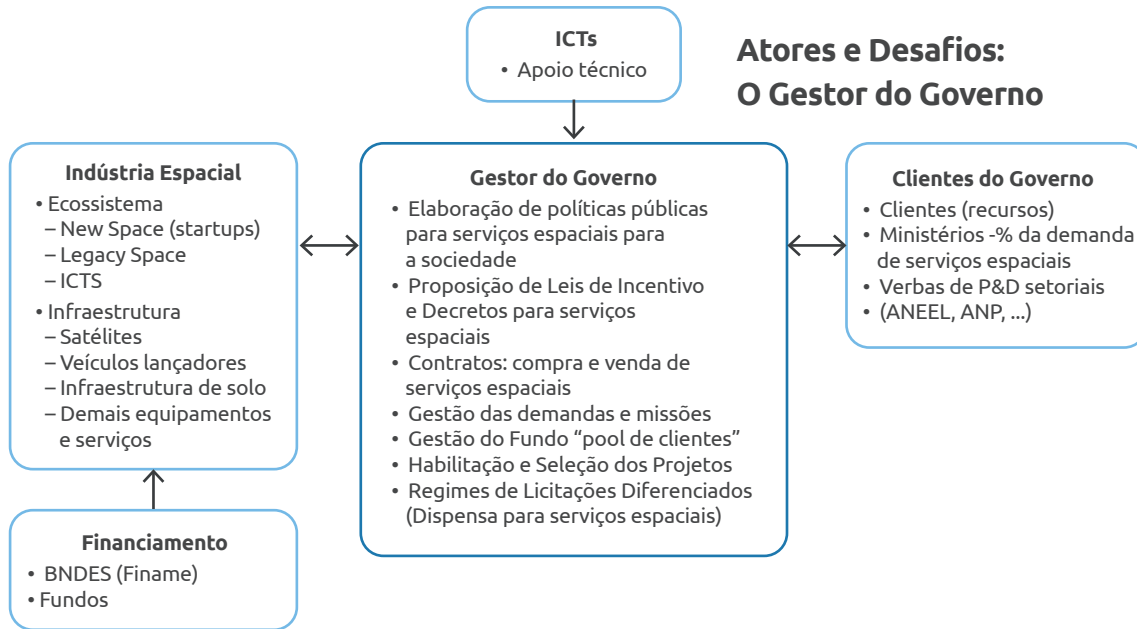 ICTs
• Apoio técnico
Atores e Desafios:
O Gestor do Governo
Indústria Espacial
• Ecossistema
– New Space (startups)
– Legacy Space
– ICTS
• Infraestrutura
– Satélites
– Veículos lançadores
– Infraestrutura de solo
– Demais equipamentos
e serviços
Gestor do Governo
• Elaboração de políticas públicas
para serviços espaciais para
a sociedade
• Proposição de Leis de Incentivo
e Decretos para serviços
espaciais
• Contratos: compra e venda de
serviços espaciais
• Gestão das demandas e missões
• Gestão do Fundo “pool de clientes”
• Habilitação e Seleção dos Projetos
• Regimes de Licitações Diferenciados
(Dispensa para serviços espaciais)
Clientes do Governo
• Clientes (recursos)
• Ministérios -% da demanda
de serviços espaciais
• Verbas de P&D setoriais
• (ANEEL, ANP, ...)
Financiamento
• BNDES (Finame)
• Fundos